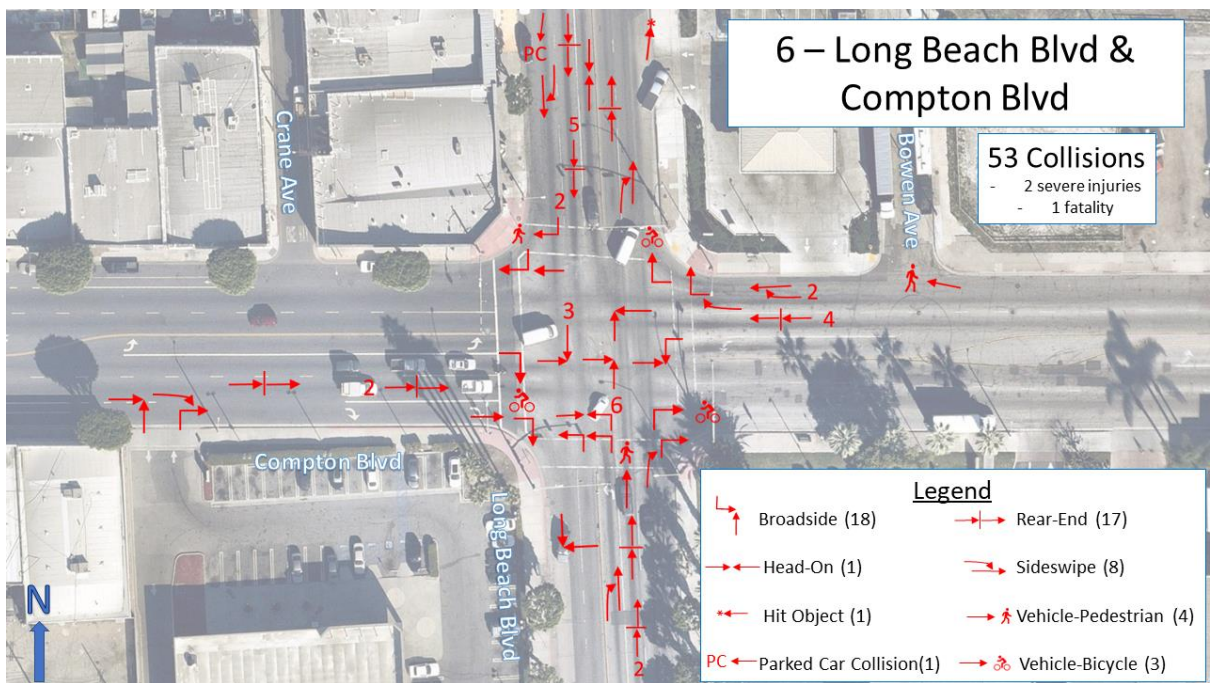 6 – Long Beach Blvd &
Compton Blvd
53 Collisions
- 2 severe injuries
- 1 fatality
PC
5
2
Crane Ave
Bowen Ave
2
4
3
2
6
Compton Blvd
Long Beach Blvd
2
N
Legend
Broadside (18)
Rear-End (17)
Head-On (1)
Sideswipe (8)
Hit Object (1)
Vehicle-Pedestrian (4)
PC Parked Car Collision(1)
Vehicle-Bicycle (3)